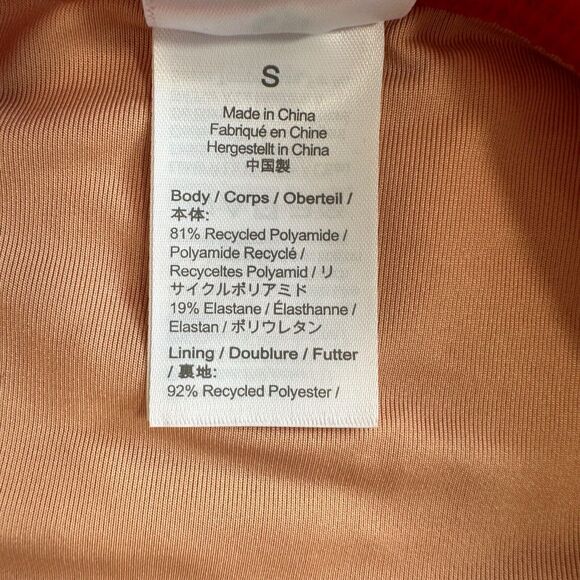 S
Made in China
Fabriqué en Chine
Hergestellt in China
中国製
Body / Corps / Oberteil /
本体:
81% Recycled Polyamide /
Polyamide Recyclé /
Recyceltes Polyamid / リ
サイクルポリアミド
19% Elastane / Élasthanne /
Elastan / ポリウレタン
Lining / Doublure / Futter
/ 裏地:
92% Recycled Polyester /